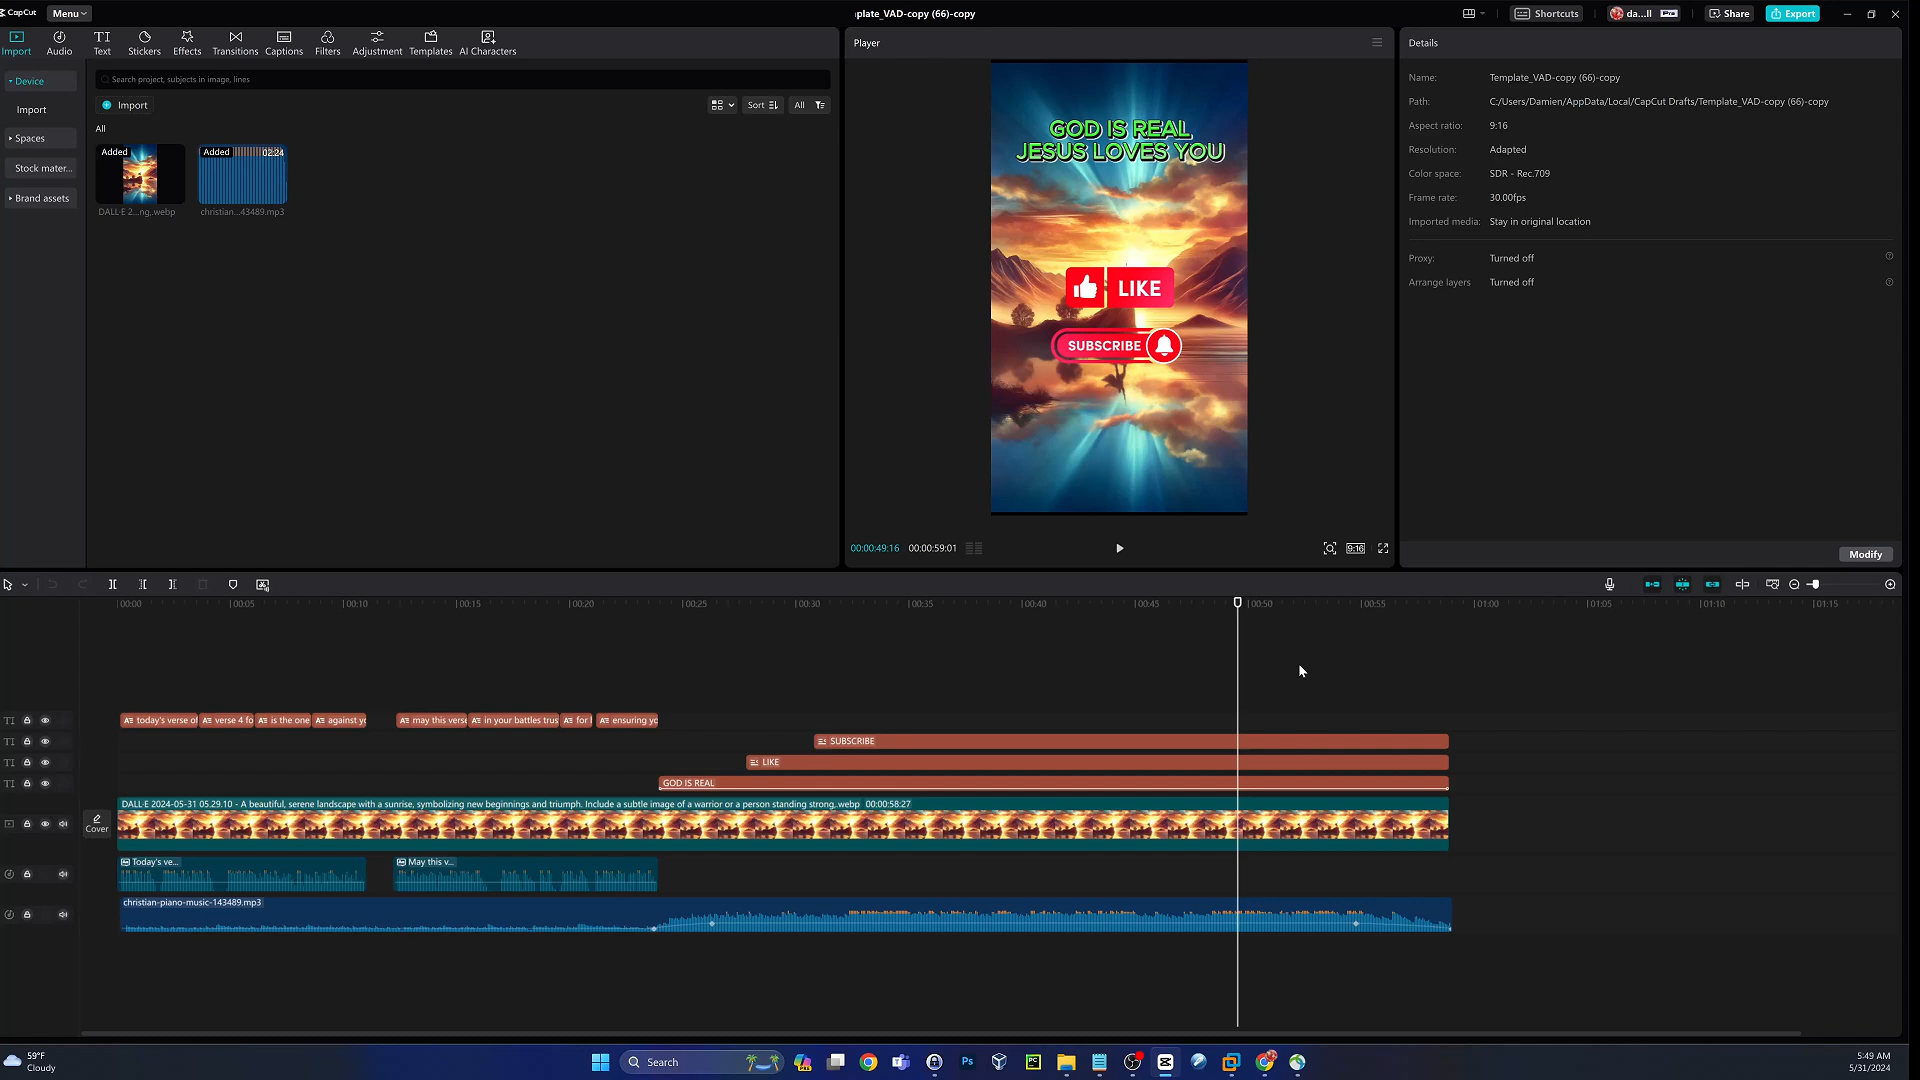 CapCut
Menu
plate_VAD-copy (66)-copy
Shortcuts
da...ll
Pro
Share
Export
Import
Audio
Text
Stickers
Effects
Transitions
Captions
Filters
Adjustment
Templates
AI Characters
Device
Import
Spaces
Stock mater...
Brand assets
Search project, subjects in image, lines
Import
Sort
All
All
Added
Added
02:24
DALL·E 2...ng,.webp
christian...43489.mp3
Player
GOD IS REAL
JESUS LOVES YOU
LIKE
SUBSCRIBE
00:00:49:16
00:00:59:01
9:16
Details
Name: Template_VAD-copy (66)-copy
Path: C:/Users/Damien/AppData/Local/CapCut Drafts/Template_VAD-copy (66)-copy
Aspect ratio: 9:16
Resolution: Adapted
Color space: SDR - Rec.709
Frame rate: 30.00fps
Imported media: Stay in original location
Proxy: Turned off
Arrange layers Turned off
Modify
00:00 00:05 00:10 00:15 00:20 00:25 00:30 00:35 00:40 00:45 00:50 00:55 01:00 01:05 01:10 01:15
today's verse of verse 4 fo is the one against yo may this verse in your battles trus for ensuring yo
SUBSCRIBE
LIKE
GOD IS REAL
DALL·E 2024-05-31 05.29.10 - A beautiful, serene landscape with a sunrise, symbolizing new beginnings and triumph. Include a subtle image of a warrior or a person standing strong,.webp 00:00:58:27
Cover
Today's ve...
May this v...
christian-piano-music-143489.mp3
59°F
Cloudy
Search
Ps
PC
5:49 AM
5/31/2024